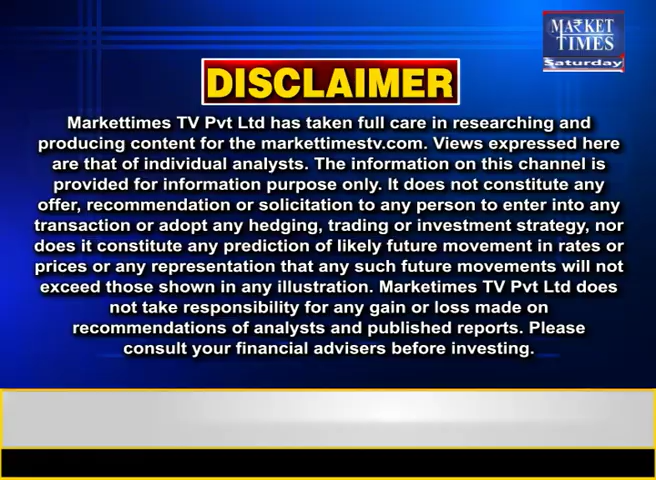 MARKET
TIMES
Saturday
DISCLAIMER
Markettimes TV Pvt Ltd has taken full care in researching and
producing content for the markettimestv.com. Views expressed here
are that of individual analysts. The information on this channel is
provided for information purpose only. It does not constitute any
offer, recommendation or solicitation to any person to enter into any
transaction or adopt any hedging, trading or investment strategy, nor
does it constitute any prediction of likely future movement in rates or
prices or any representation that any such future movements will not
exceed those shown in any illustration. Marketimes TV Pvt Ltd does
not take responsibility for any gain or loss made on
recommendations of analysts and published reports. Please
consult your financial advisers before investing.